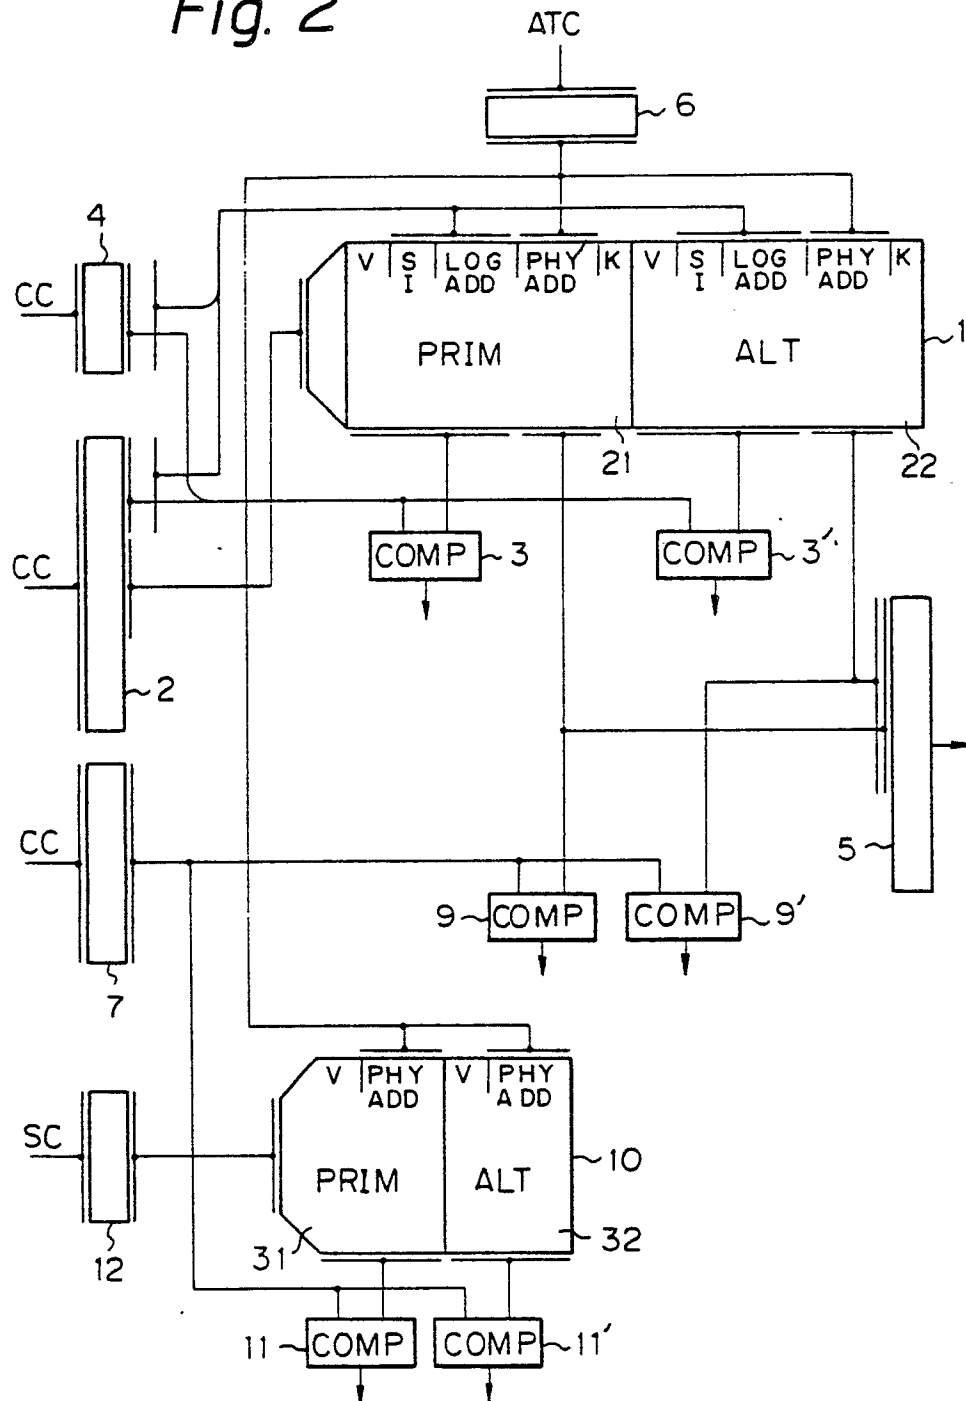 Fig. 2
ATC
6
4
CC
V S I LOG ADD PHY ADD K V S I LOG ADD PHY ADD K
PRIM ALT 1
21 22
COMP 3 COMP 3'
CC
2
CC
5
9 COMP COMP 9'
7
V PHY ADD V PHY ADD
SC
PRIM ALT 10
31 32
12
11 COMP COMP 11'